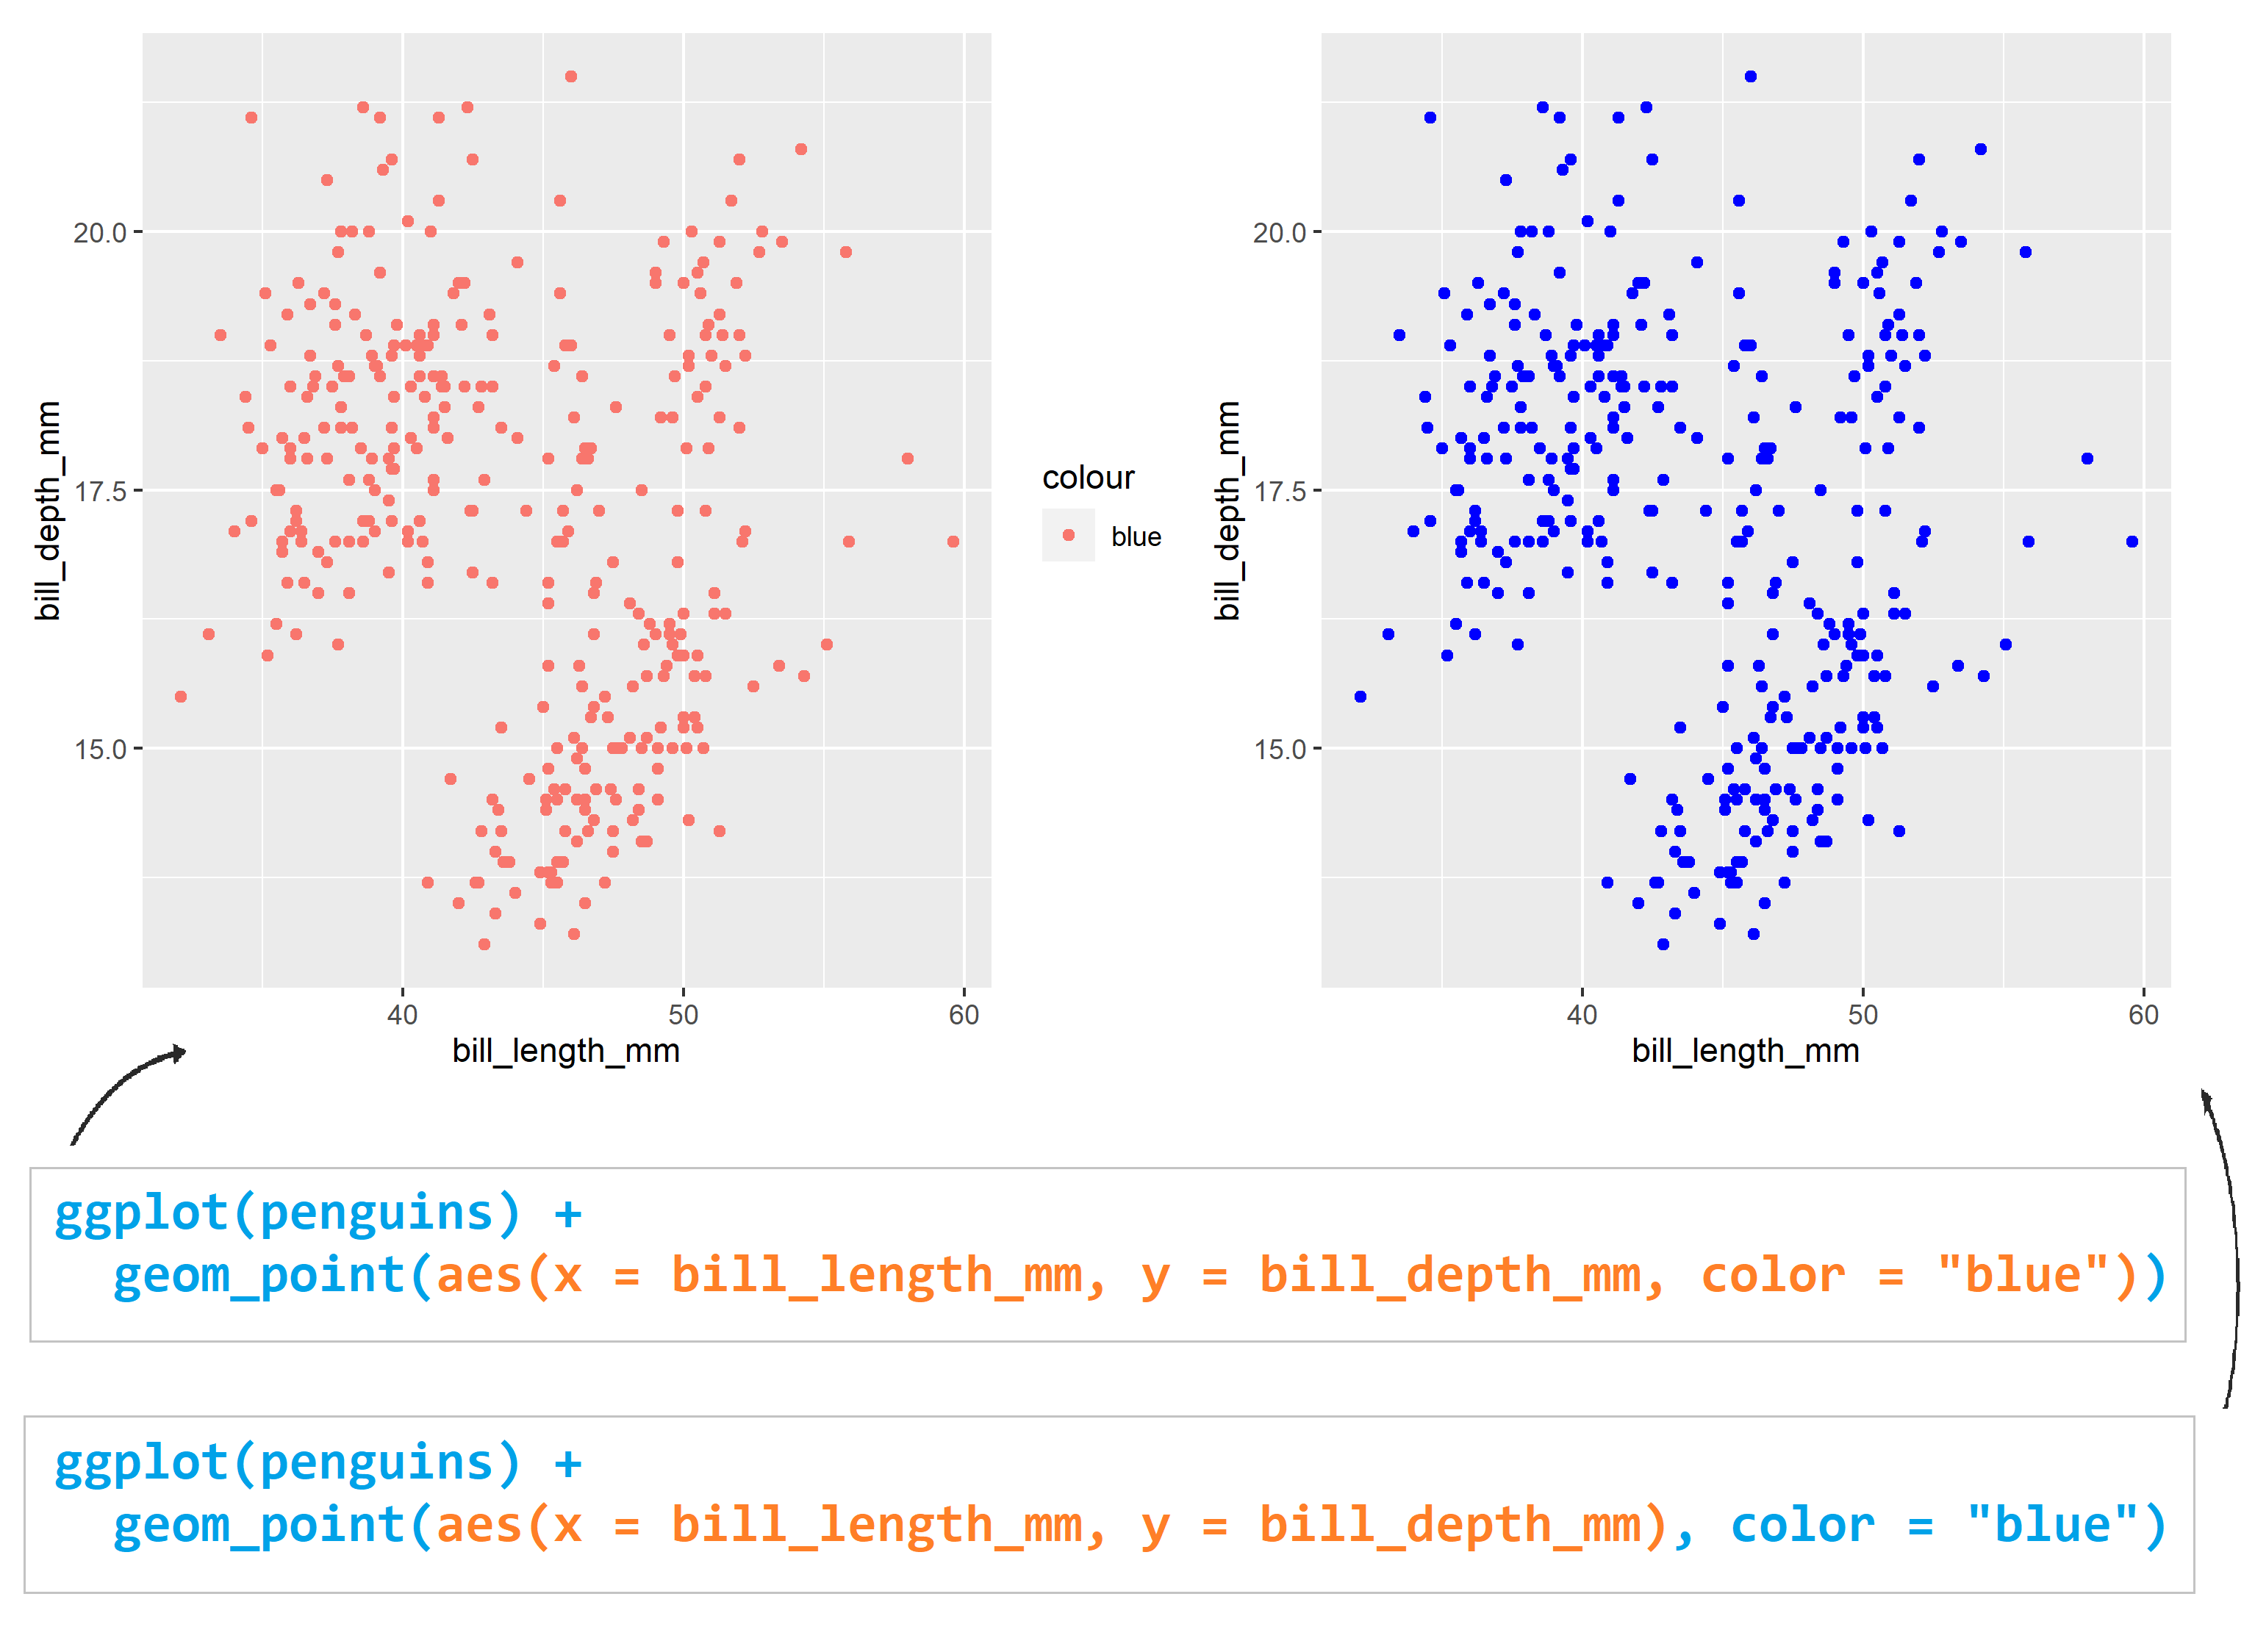 20.0
17.5
15.0
bill_depth_mm
40 50 60
bill_length_mm
colour
blue
20.0
17.5
15.0
bill_depth_mm
40 50 60
bill_length_mm
ggplot(penguins) +
  geom_point(aes(x = bill_length_mm, y = bill_depth_mm, color = "blue"))
ggplot(penguins) +
  geom_point(aes(x = bill_length_mm, y = bill_depth_mm), color = "blue")